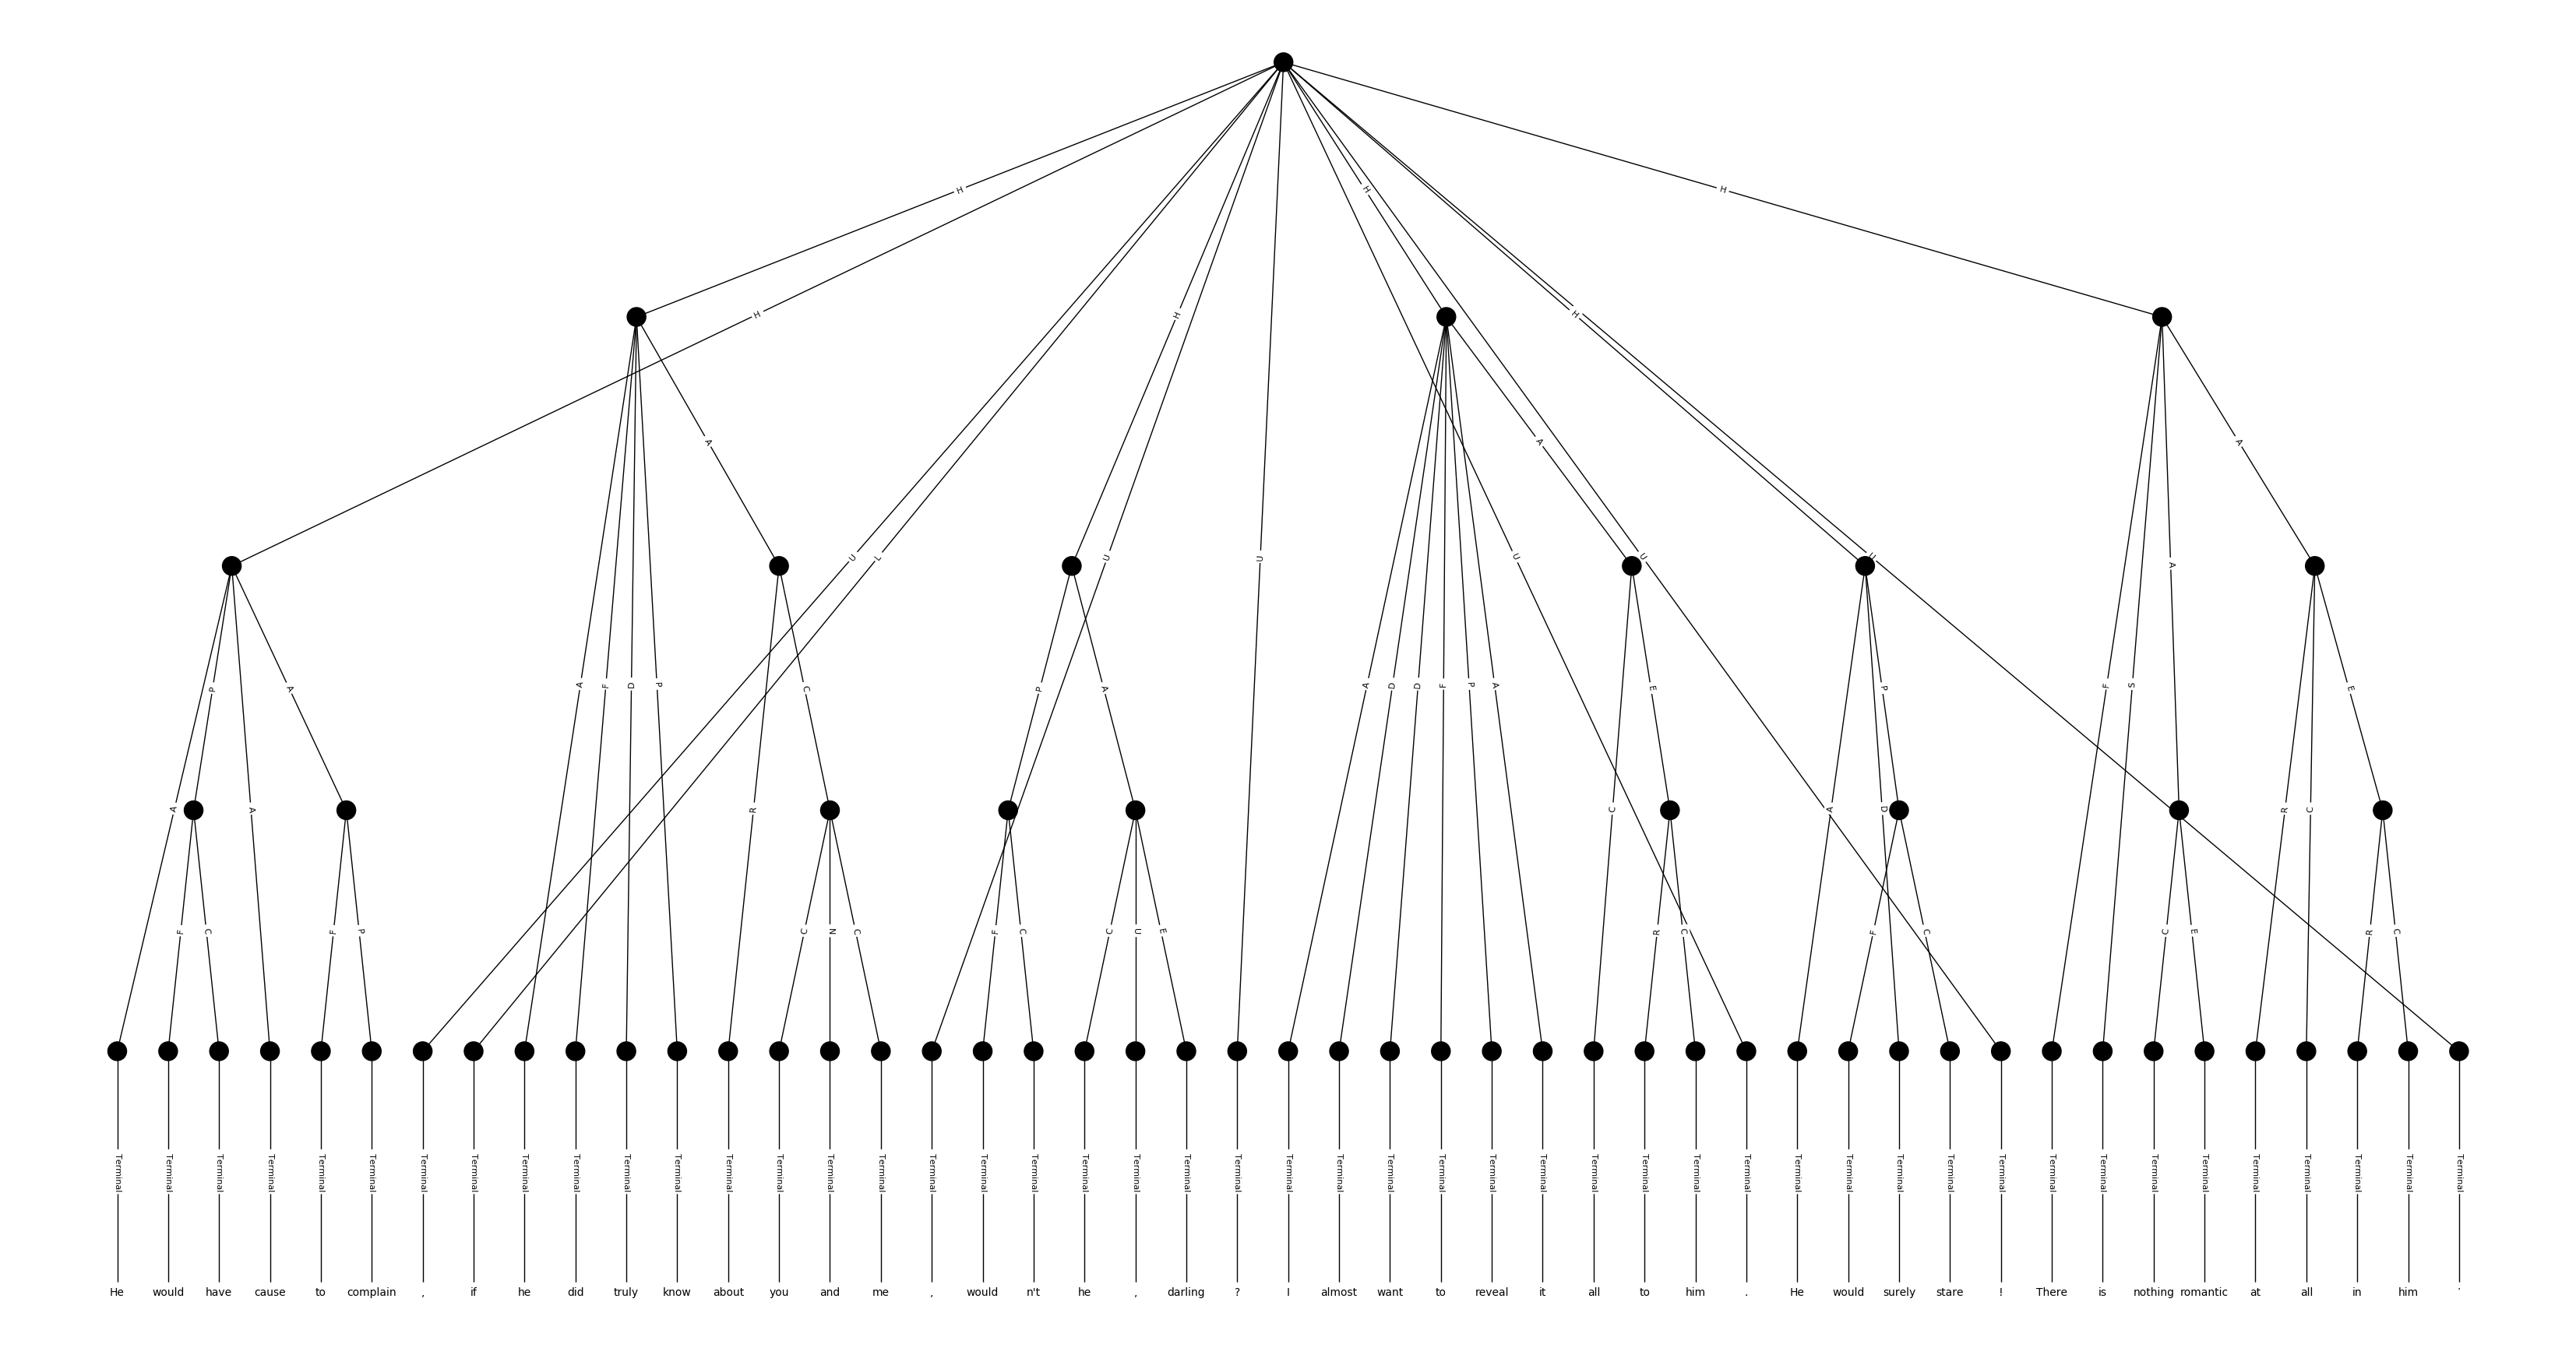 H H H H H H
H
A A A
U L U U U U U
P A A F D P P A A D D F P A E P F S A E
C C
A A R C A D R C
F C F P C N C F C C U E R C F C C E R C
Terminal Terminal Terminal Terminal Terminal Terminal Terminal Terminal Terminal Terminal Terminal Terminal Terminal Terminal Terminal Terminal Terminal Terminal Terminal Terminal Terminal Terminal Terminal Terminal Terminal Terminal Terminal Terminal Terminal Terminal Terminal Terminal Terminal Terminal Terminal Terminal Terminal Terminal Terminal Terminal Terminal Terminal Terminal Terminal Terminal Terminal Terminal
He would have cause to complain , if he did truly know about you and me , would n't he , darling ? I almost want to reveal it all to him . He would surely stare ! There is nothing romantic at all in him '